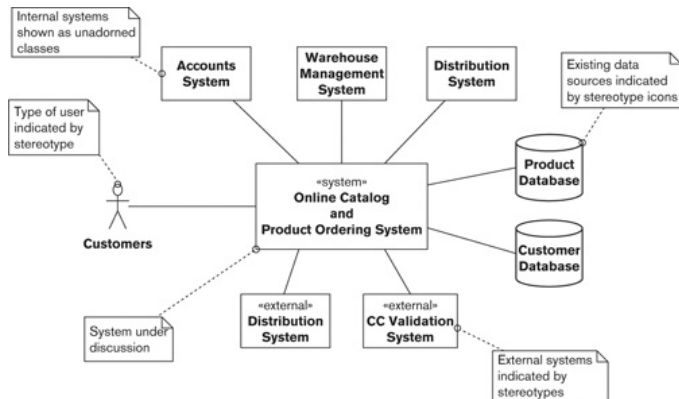 Internal systems
shown as unadorned
classes
Accounts
System
Warehouse
Management
System
Distribution
System
Existing data
sources indicated
by stereotype icons
Type of user
indicated by
stereotype
Customers
«system»
Online Catalog
and
Product Ordering System
Product
Database
Customer
Database
System under
discussion
«external»
Distribution
System
«external»
CC Validation
System
External systems
indicated by
stereotypes